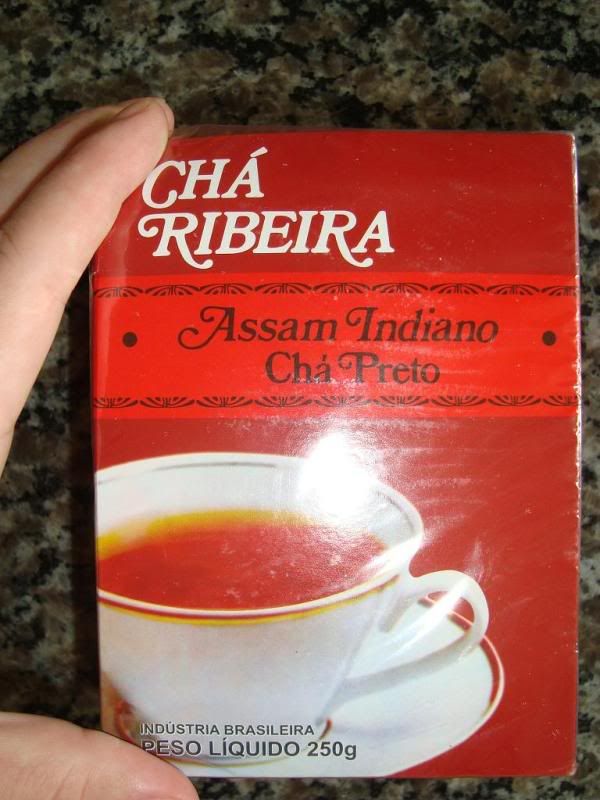 CHÁ
RIBEIRA
Assam Indiano
Chá Preto
INDÚSTRIA BRASILEIRA
PESO LÍQUIDO 250g